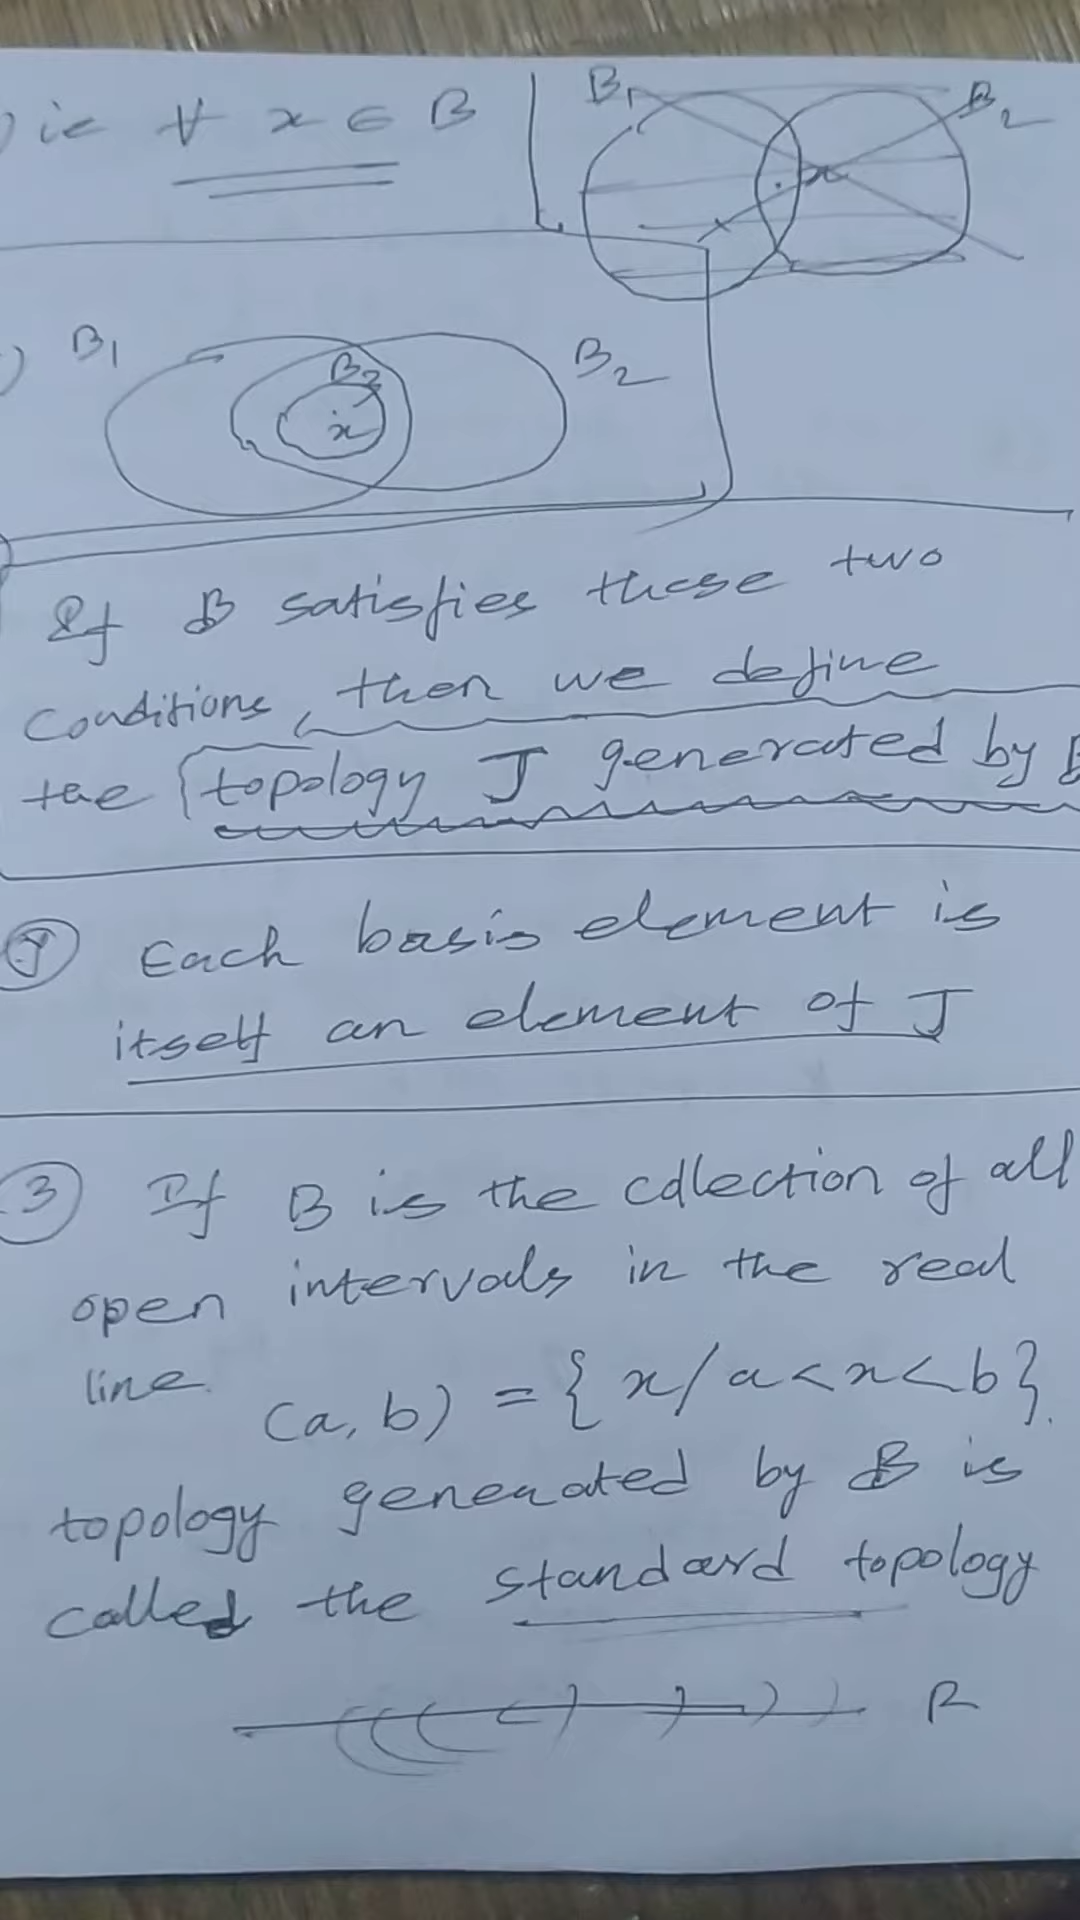 ) ie ∀ x ∈ B
B1 B2
x
) B1 B3 B2
x
If B satisfies these two
conditions, then we define
the topology J generated by B
Each basis element is
itself an element of J
3 If B is the collection of all
open intervals in the real
line.
(a, b) = { x / a < x < b }.
topology generated by B is
called the standard topology
R